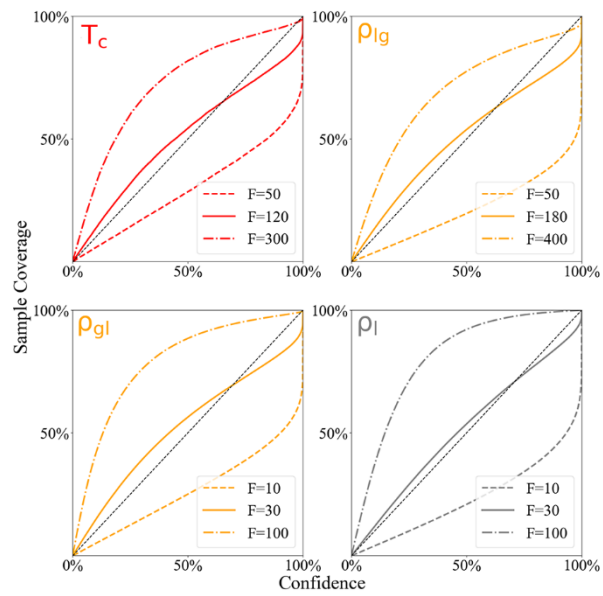 100%
T_c
50%
F=50
F=120
F=300
0%
50%
100%
ρ_lg
50%
F=50
F=180
F=400
0%
50%
100%
Sample Coverage
100%
ρ_gl
50%
F=10
F=30
F=100
0%
50%
100%
100%
ρ_l
50%
F=10
F=30
F=100
0%
50%
100%
Confidence